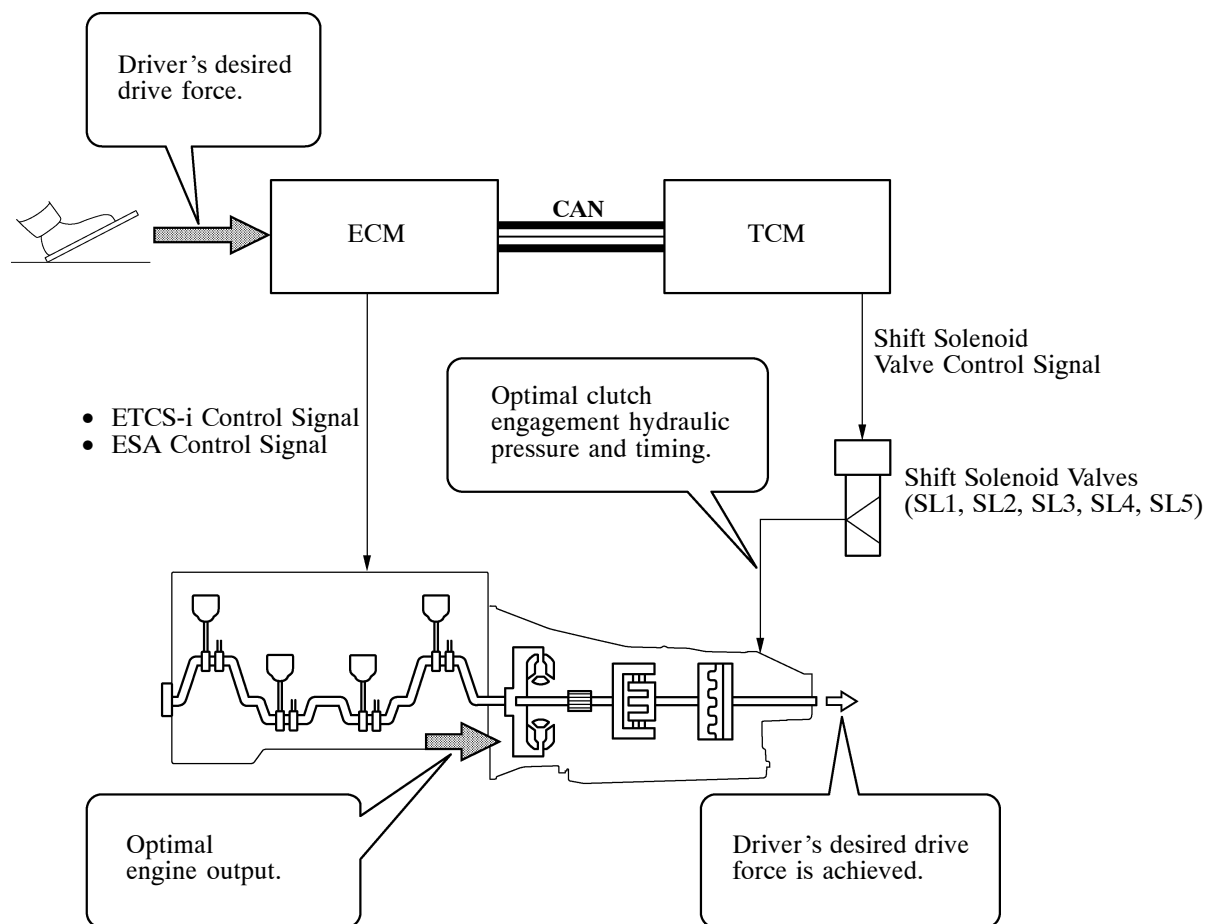 Driver's desired
drive force.
CAN
ECM
TCM
Shift Solenoid
Valve Control Signal
Optimal clutch
engagement hydraulic
pressure and timing.
• ETCS-i Control Signal
• ESA Control Signal
Shift Solenoid Valves
(SL1, SL2, SL3, SL4, SL5)
Optimal
engine output.
Driver's desired drive
force is achieved.